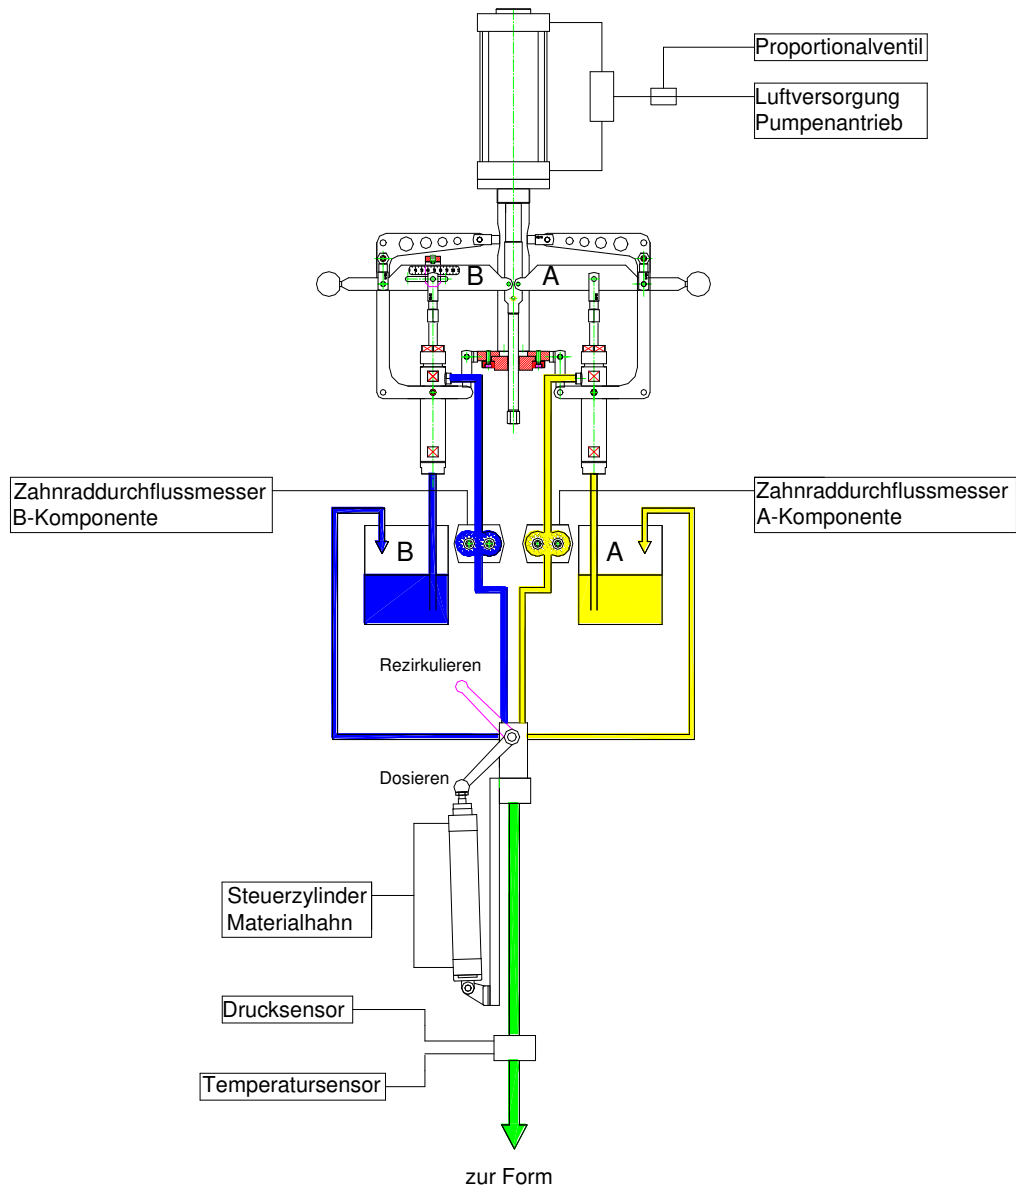 Proportionalventil
Luftversorgung
Pumpenantrieb
B
A
Zahnraddurchflussmesser
B-Komponente
Zahnraddurchflussmesser
A-Komponente
B
A
Rezirkulieren
Dosieren
Steuerzylinder
Materialhahn
Drucksensor
Temperatursensor
zur Form